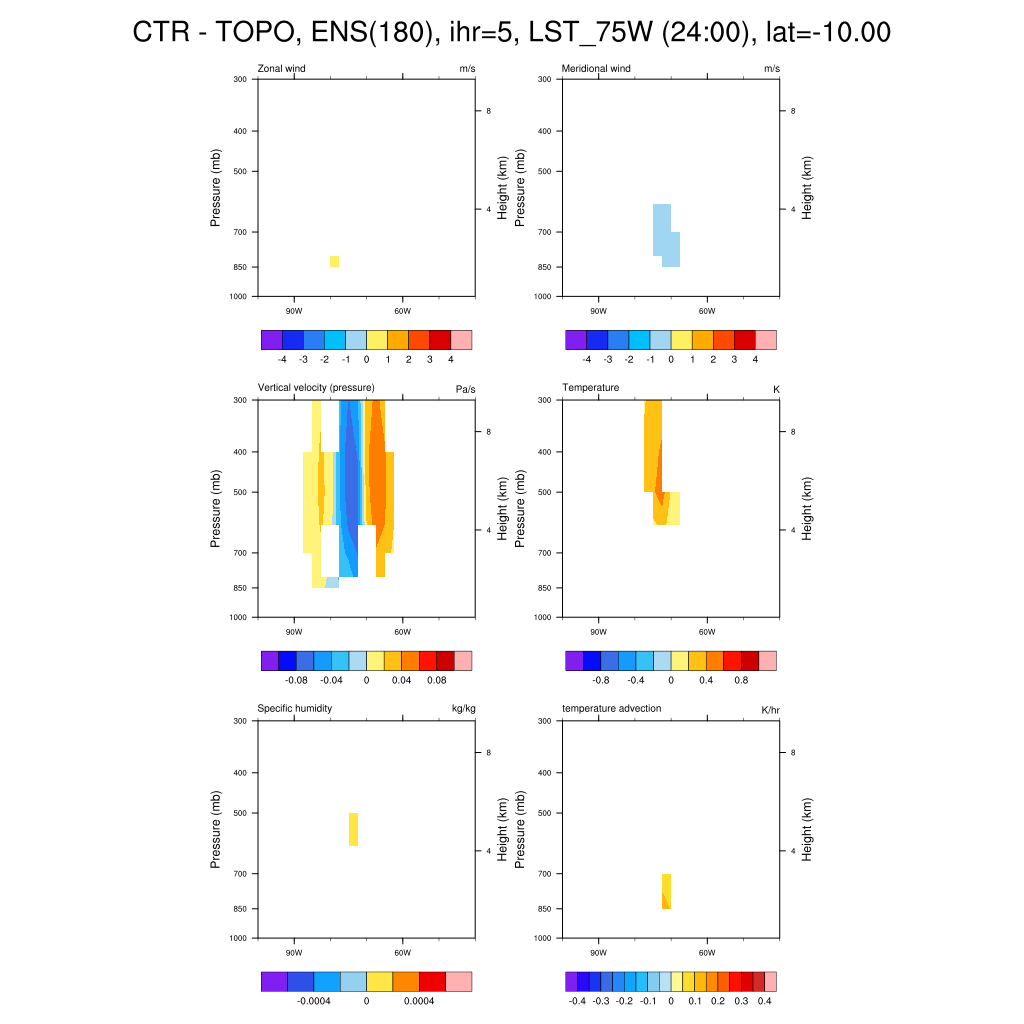 CTR - TOPO, ENS(180), ihr=5, LST_75W (24:00), lat=-10.00
Zonal wind m/s
300
400
500
700
850
1000
Pressure (mb)
8
4
Height (km)
90W 60W
-4 -3 -2 -1 0 1 2 3 4
Meridional wind m/s
300
400
500
700
850
1000
Pressure (mb)
8
4
Height (km)
90W 60W
-4 -3 -2 -1 0 1 2 3 4
Vertical velocity (pressure) Pa/s
300
400
500
700
850
1000
Pressure (mb)
8
4
Height (km)
90W 60W
-0.08 -0.04 0 0.04 0.08
Temperature K
300
400
500
700
850
1000
Pressure (mb)
8
4
Height (km)
90W 60W
-0.8 -0.4 0 0.4 0.8
Specific humidity kg/kg
300
400
500
700
850
1000
Pressure (mb)
8
4
Height (km)
90W 60W
-0.0004 0 0.0004
temperature advection K/hr
300
400
500
700
850
1000
Pressure (mb)
8
4
Height (km)
90W 60W
-0.4 -0.3 -0.2 -0.1 0 0.1 0.2 0.3 0.4